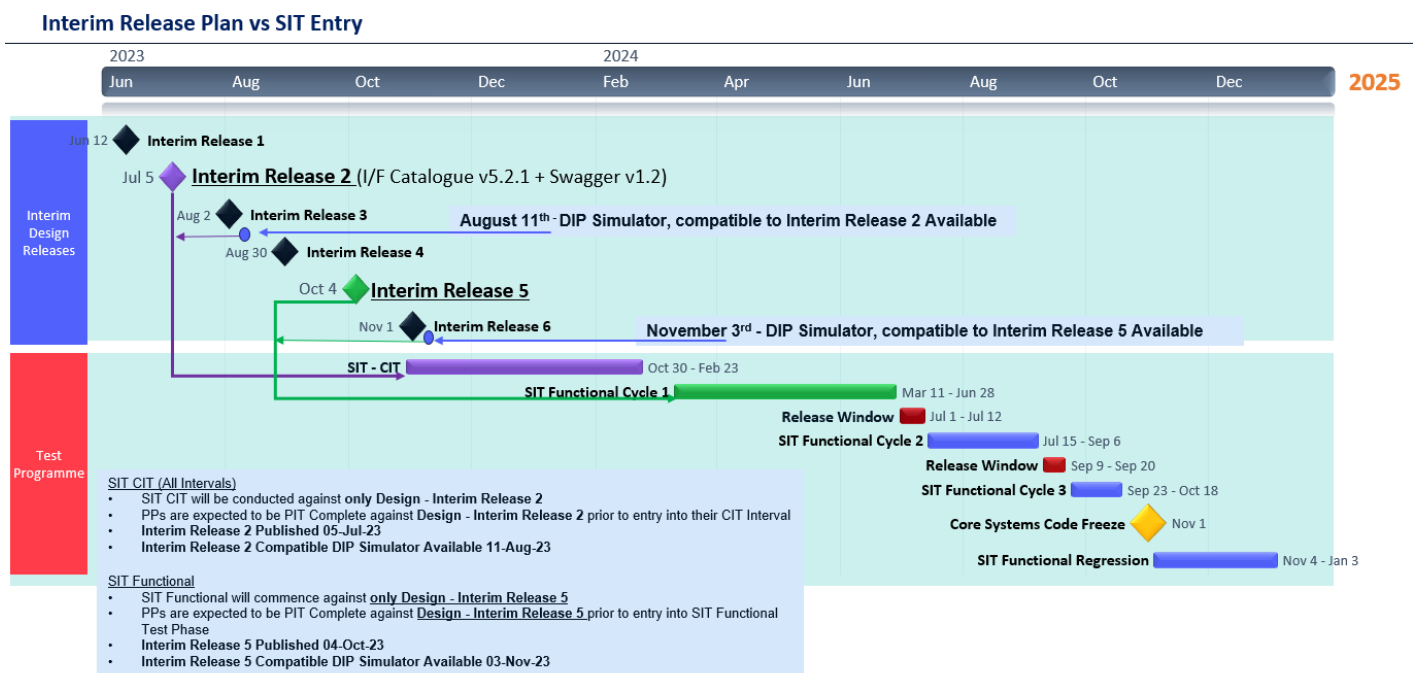 Interim Release Plan vs SIT Entry
2023
2024
Jun
Aug
Oct
Dec
Feb
Apr
Jun
Aug
Oct
Dec
2025
Interim
Design
Releases
Jun 12
Interim Release 1
Jul 5
Interim Release 2 (I/F Catalogue v5.2.1 + Swagger v1.2)
Aug 2
Interim Release 3
August 11th - DIP Simulator, compatible to Interim Release 2 Available
Aug 30
Interim Release 4
Oct 4
Interim Release 5
Nov 1
Interim Release 6
November 3rd - DIP Simulator, compatible to Interim Release 5 Available
Test
Programme
SIT - CIT
Oct 30 - Feb 23
SIT Functional Cycle 1
Mar 11 - Jun 28
Release Window
Jul 1 - Jul 12
SIT Functional Cycle 2
Jul 15 - Sep 6
Release Window
Sep 9 - Sep 20
SIT Functional Cycle 3
Sep 23 - Oct 18
Core Systems Code Freeze
Nov 1
SIT Functional Regression
Nov 4 - Jan 3
SIT CIT (All Intervals)
• SIT CIT will be conducted against only Design - Interim Release 2
• PPs are expected to be PIT Complete against Design - Interim Release 2 prior to entry into their CIT Interval
• Interim Release 2 Published 05-Jul-23
• Interim Release 2 Compatible DIP Simulator Available 11-Aug-23
SIT Functional
• SIT Functional will commence against only Design - Interim Release 5
• PPs are expected to be PIT Complete against Design - Interim Release 5 prior to entry into SIT Functional
Test Phase
• Interim Release 5 Published 04-Oct-23
• Interim Release 5 Compatible DIP Simulator Available 03-Nov-23